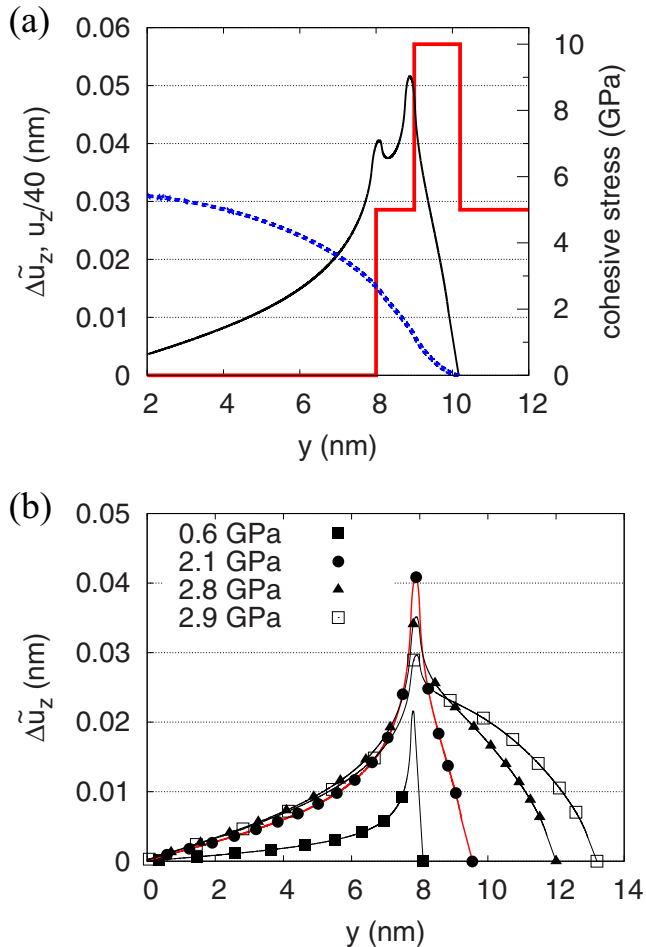 (a)
0.06
0.05
0.04
0.03
0.02
0.01
0
Δũz, uz/40 (nm)
10
8
6
4
2
0
cohesive stress (GPa)
2 4 6 8 10 12
y (nm)
(b)
0.05
0.04
0.03
0.02
0.01
0
Δũz (nm)
0.6 GPa
2.1 GPa
2.8 GPa
2.9 GPa
0 2 4 6 8 10 12 14
y (nm)